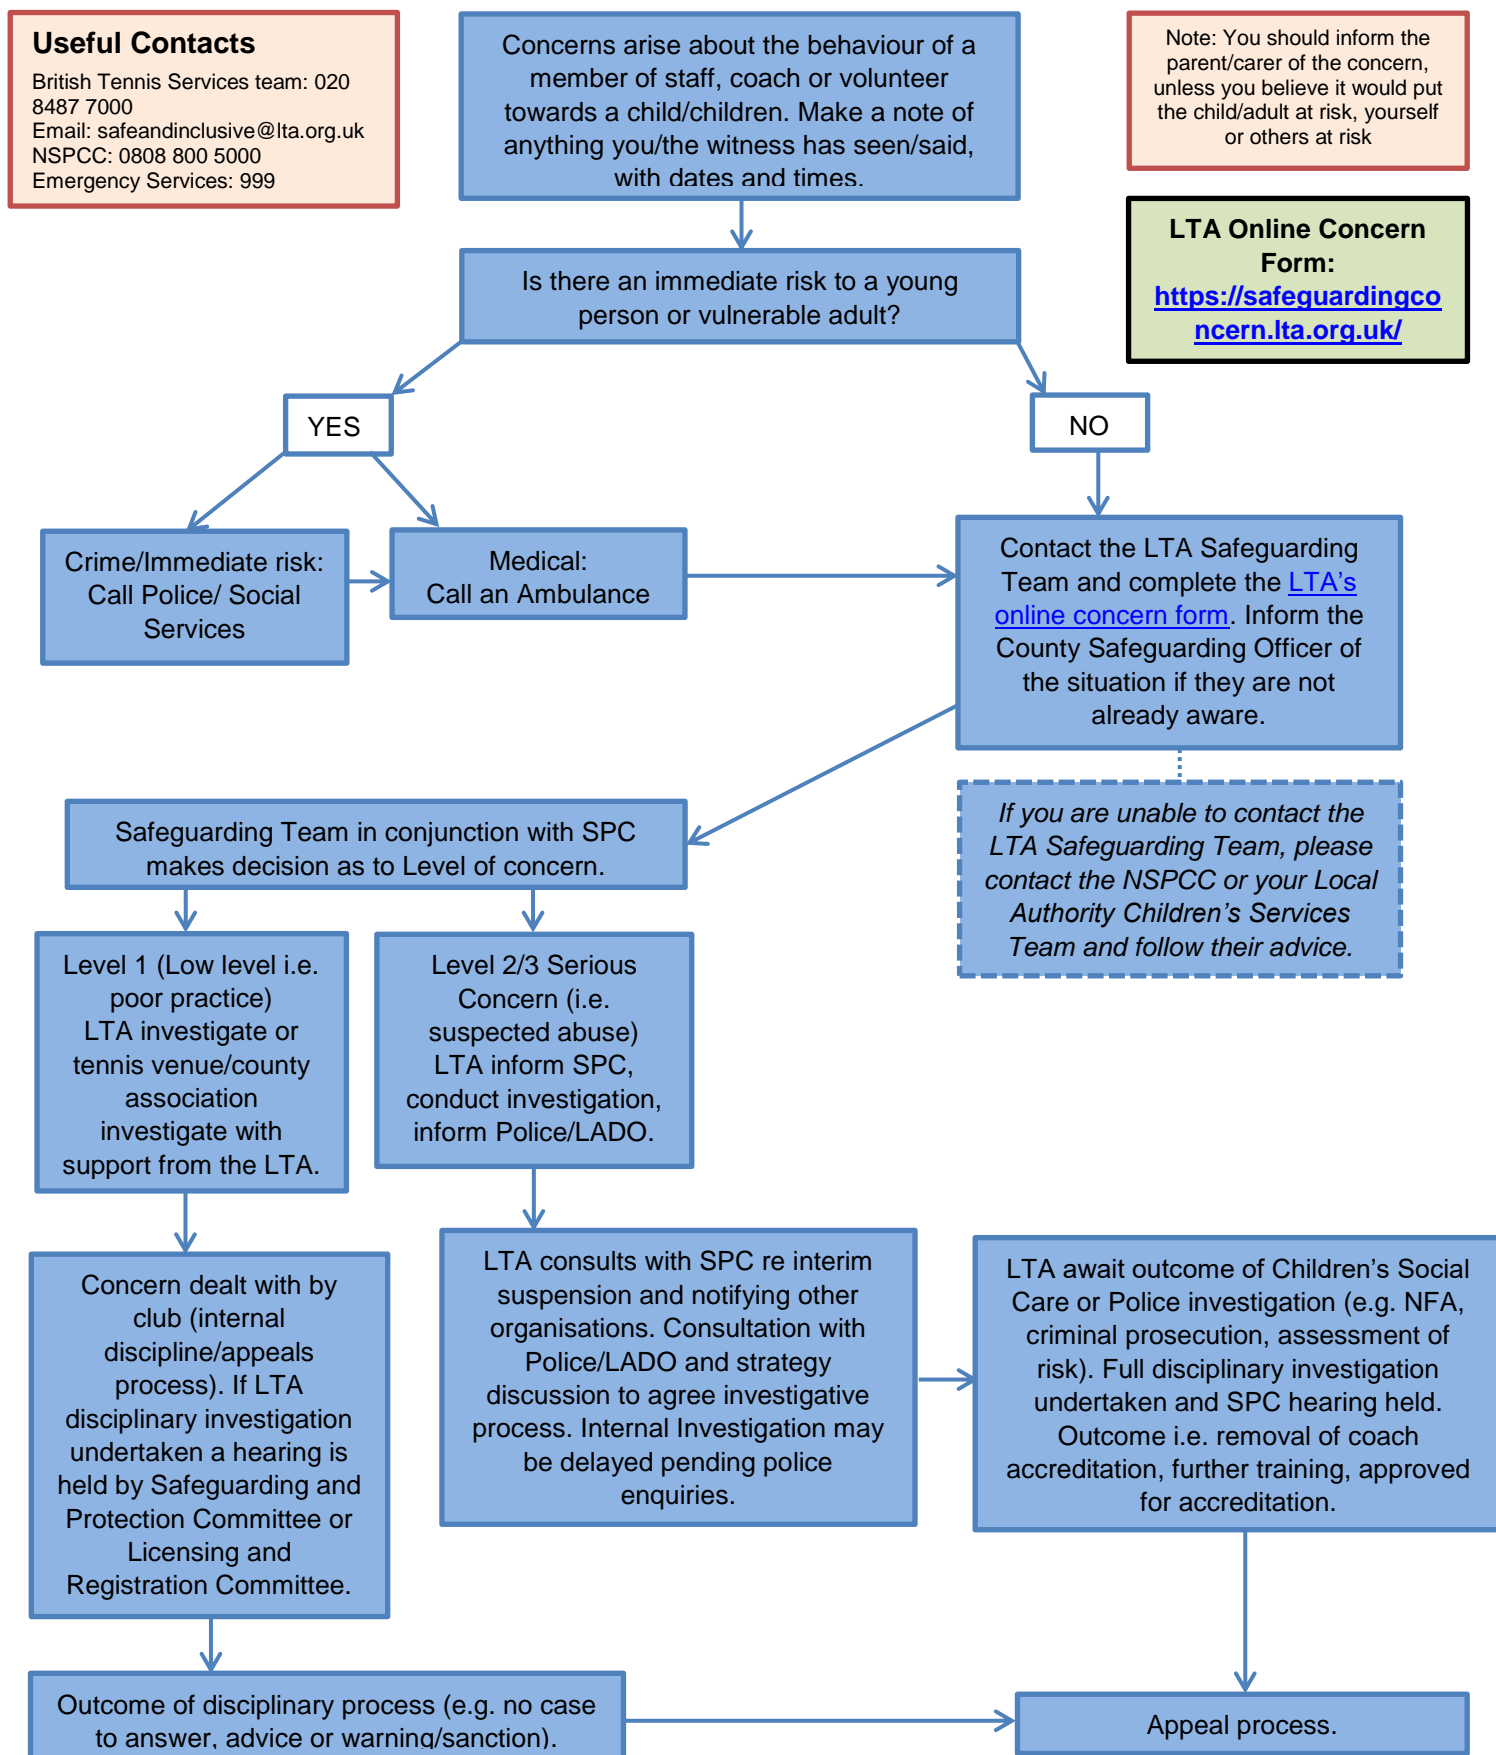 Useful Contacts
British Tennis Services team: 020
8487 7000
Email: safeandinclusive@lta.org.uk
NSPCC: 0808 800 5000
Emergency Services: 999
Concerns arise about the behaviour of a
member of staff, coach or volunteer
towards a child/children. Make a note of
anything you/the witness has seen/said,
with dates and times.
Note: You should inform the
parent/carer of the concern,
unless you believe it would put
the child/adult at risk, yourself
or others at risk
LTA Online Concern
Form:
https://safeguardingco
ncern.lta.org.uk/
Is there an immediate risk to a young
person or vulnerable adult?
YES
NO
Crime/Immediate risk:
Call Police/ Social
Services
Medical:
Call an Ambulance
Contact the LTA Safeguarding
Team and complete the LTA’s
online concern form. Inform the
County Safeguarding Officer of
the situation if they are not
already aware.
If you are unable to contact the
LTA Safeguarding Team, please
contact the NSPCC or your Local
Authority Children’s Services
Team and follow their advice.
Safeguarding Team in conjunction with SPC
makes decision as to Level of concern.
Level 1 (Low level i.e.
poor practice)
LTA investigate or
tennis venue/county
association
investigate with
support from the LTA.
Level 2/3 Serious
Concern (i.e.
suspected abuse)
LTA inform SPC,
conduct investigation,
inform Police/LADO.
Concern dealt with by
club (internal
discipline/appeals
process). If LTA
disciplinary investigation
undertaken a hearing is
held by Safeguarding and
Protection Committee or
Licensing and
Registration Committee.
LTA consults with SPC re interim
suspension and notifying other
organisations. Consultation with
Police/LADO and strategy
discussion to agree investigative
process. Internal Investigation may
be delayed pending police
enquiries.
LTA await outcome of Children’s Social
Care or Police investigation (e.g. NFA,
criminal prosecution, assessment of
risk). Full disciplinary investigation
undertaken and SPC hearing held.
Outcome i.e. removal of coach
accreditation, further training, approved
for accreditation.
Outcome of disciplinary process (e.g. no case
to answer, advice or warning/sanction).
Appeal process.